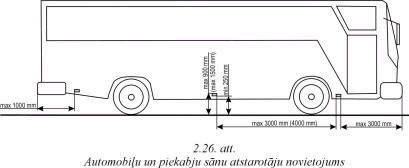 max 900 mm
(max 1500 mm)
min 250 mm
max 1000 mm
max 3000 mm (4000 mm)
max 3000 mm
2.26. att.
Automobiļu un piekabju sānu atstarotāju novietojums